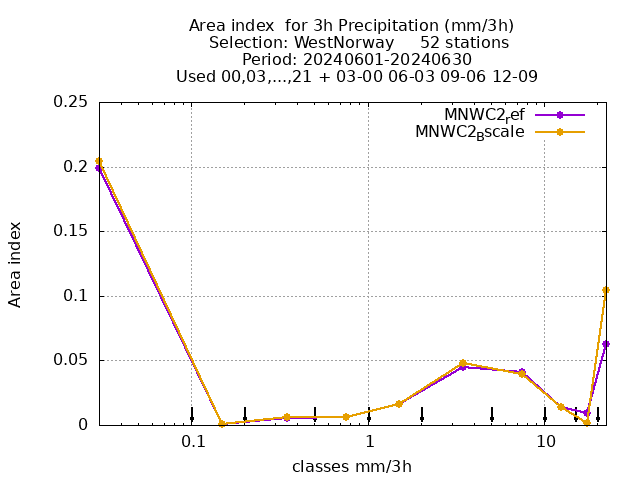 Area index  for 3h Precipitation (mm/3h)
Selection: WestNorway     52 stations
Period: 20240601-20240630
Used 00,03,...,21 + 03-00 06-03 09-06 12-09
MNWC2ref
MNWC2Bscale
0.25
0.2
0.15
0.1
0.05
0
Area index
0.1
1
10
classes mm/3h